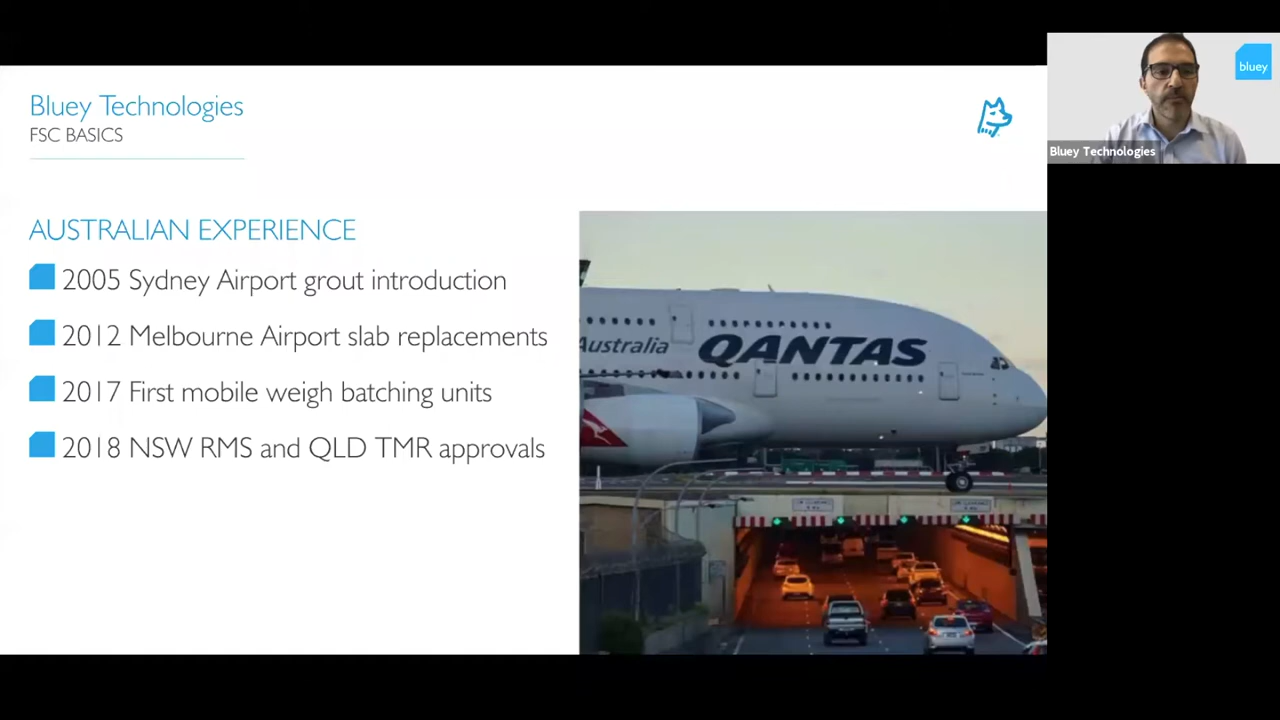 Bluey Technologies
FSC BASICS
AUSTRALIAN EXPERIENCE
2005 Sydney Airport grout introduction
2012 Melbourne Airport slab replacements
2017 First mobile weigh batching units
2018 NSW RMS and QLD TMR approvals
Australia
QANTAS
bluey
Bluey Technologies